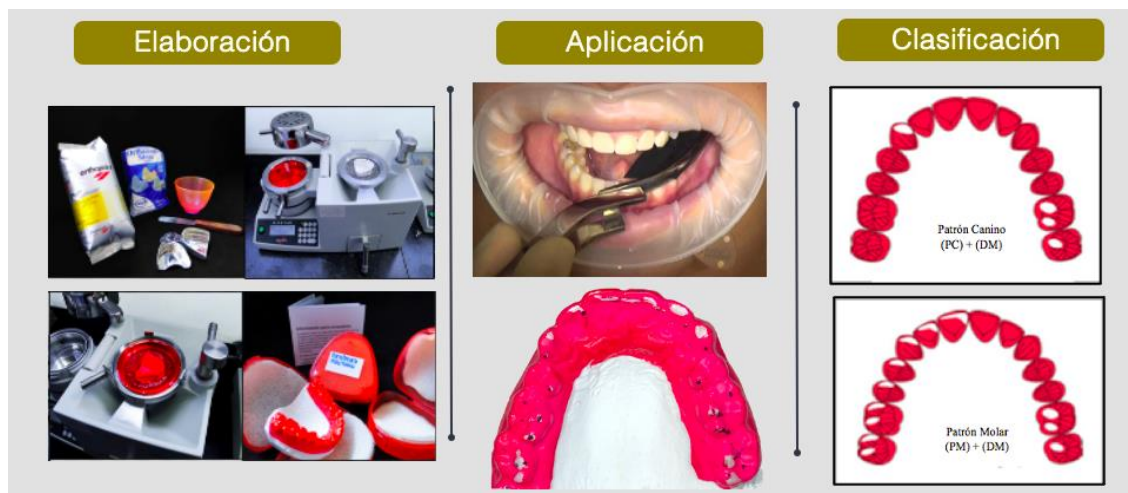 Elaboración
Aplicación
Clasificación
Patrón Canino
(PC) + (DM)
Patrón Molar
(PM) + (DM)